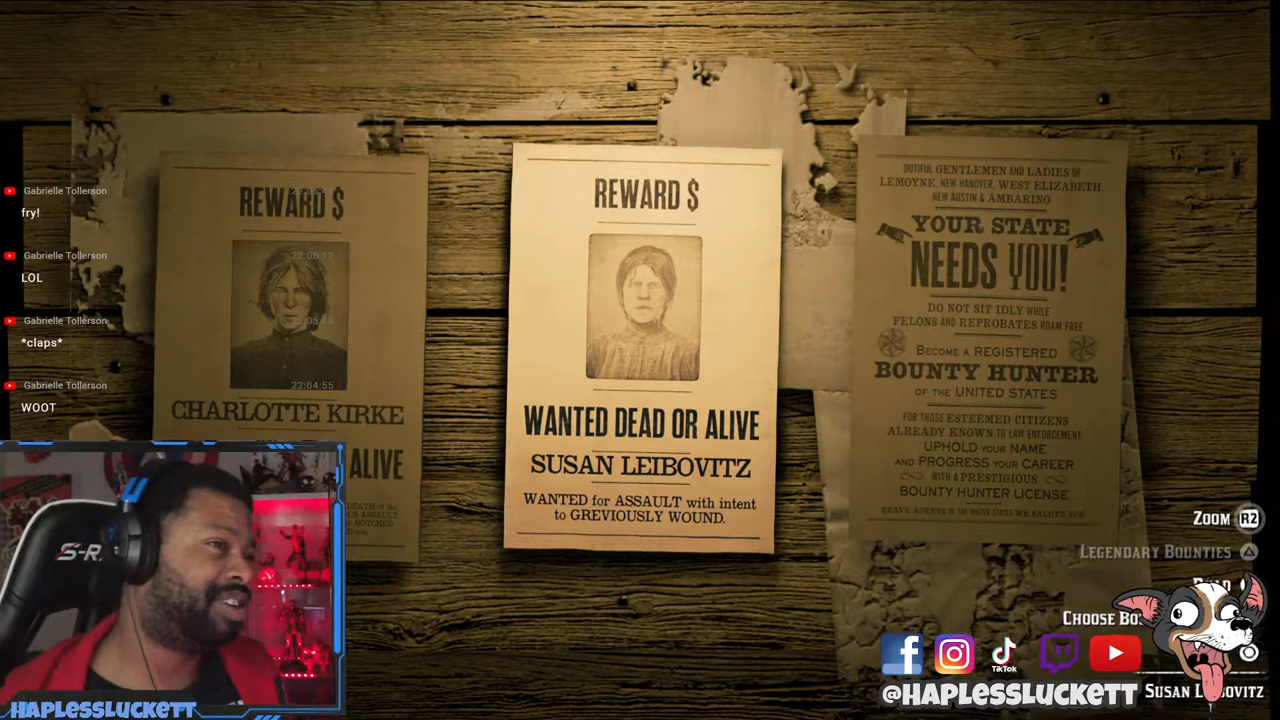 Gabrielle Tollerson
fry!
Gabrielle Tollerson
LOL
22:06:12
Gabrielle Tollerson
*claps*
Gabrielle Tollerson
WOOT
22:04:55
REWARD $
CHARLOTTE KIRKE
ALIVE
REWARD $
WANTED DEAD OR ALIVE
SUSAN LEIBOVITZ
WANTED for ASSAULT with intent
to GREVIOUSLY WOUND.
DUTIFUL GENTLEMEN AND LADIES OF
LEMOYNE, NEW HANOVER, WEST ELIZABETH,
NEW AUSTIN & AMBARINO
YOUR STATE
NEEDS YOU!
DO NOT SIT IDLY WHILE
FELONS AND REPROBATES ROAM FREE
BECOME A REGISTERED
BOUNTY HUNTER
OF THE UNITED STATES
FOR THOSE ESTEEMED CITIZENS
ALREADY KNOWN TO LAW ENFORCEMENT
UPHOLD YOUR NAME
AND PROGRESS YOUR CAREER
WITH A PRESTIGIOUS
BOUNTY HUNTER LICENSE
BRAVE AGENTS OF THE UNITED STATES WE SALUTE YOU
ZOOM R2
LEGENDARY BOUNTIES
CHOOSE
SUSAN
TikTok
@HAPLESSLUCKETT
S-R
HAPLESSLUCKETT